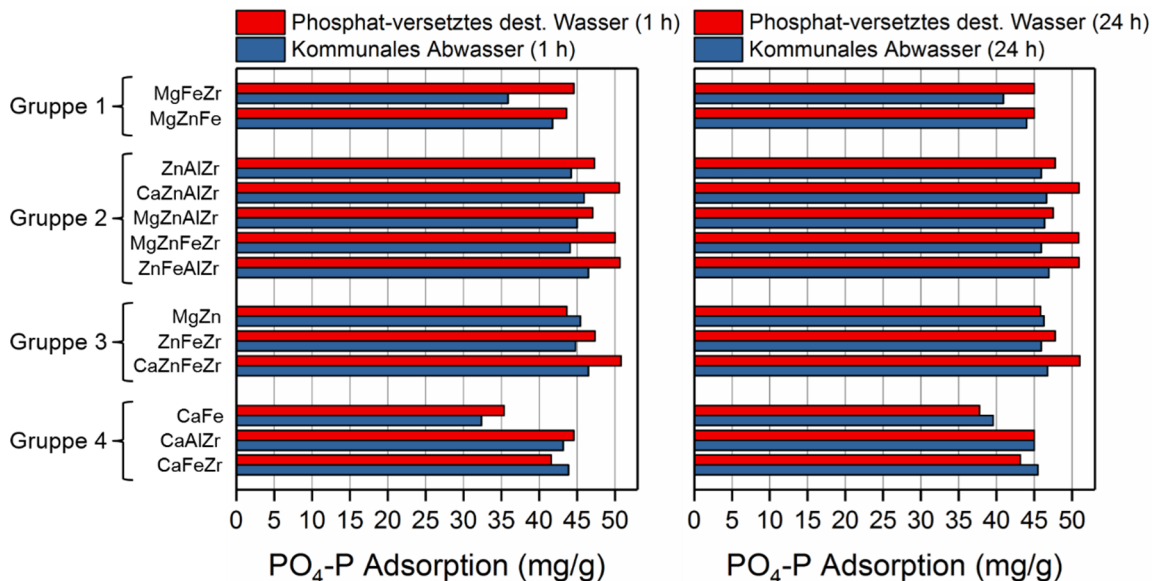 Phosphat-versetztes dest. Wasser (1 h)
Kommunales Abwasser (1 h)
Phosphat-versetztes dest. Wasser (24 h)
Kommunales Abwasser (24 h)
Gruppe 1
MgFeZr
MgZnFe
Gruppe 2
ZnAlZr
CaZnAlZr
MgZnAlZr
MgZnFeZr
ZnFeAlZr
Gruppe 3
MgZn
ZnFeZr
CaZnFeZr
Gruppe 4
CaFe
CaAlZr
CaFeZr
0 5 10 15 20 25 30 35 40 45 50
0 5 10 15 20 25 30 35 40 45 50
PO₄-P Adsorption (mg/g)
PO₄-P Adsorption (mg/g)